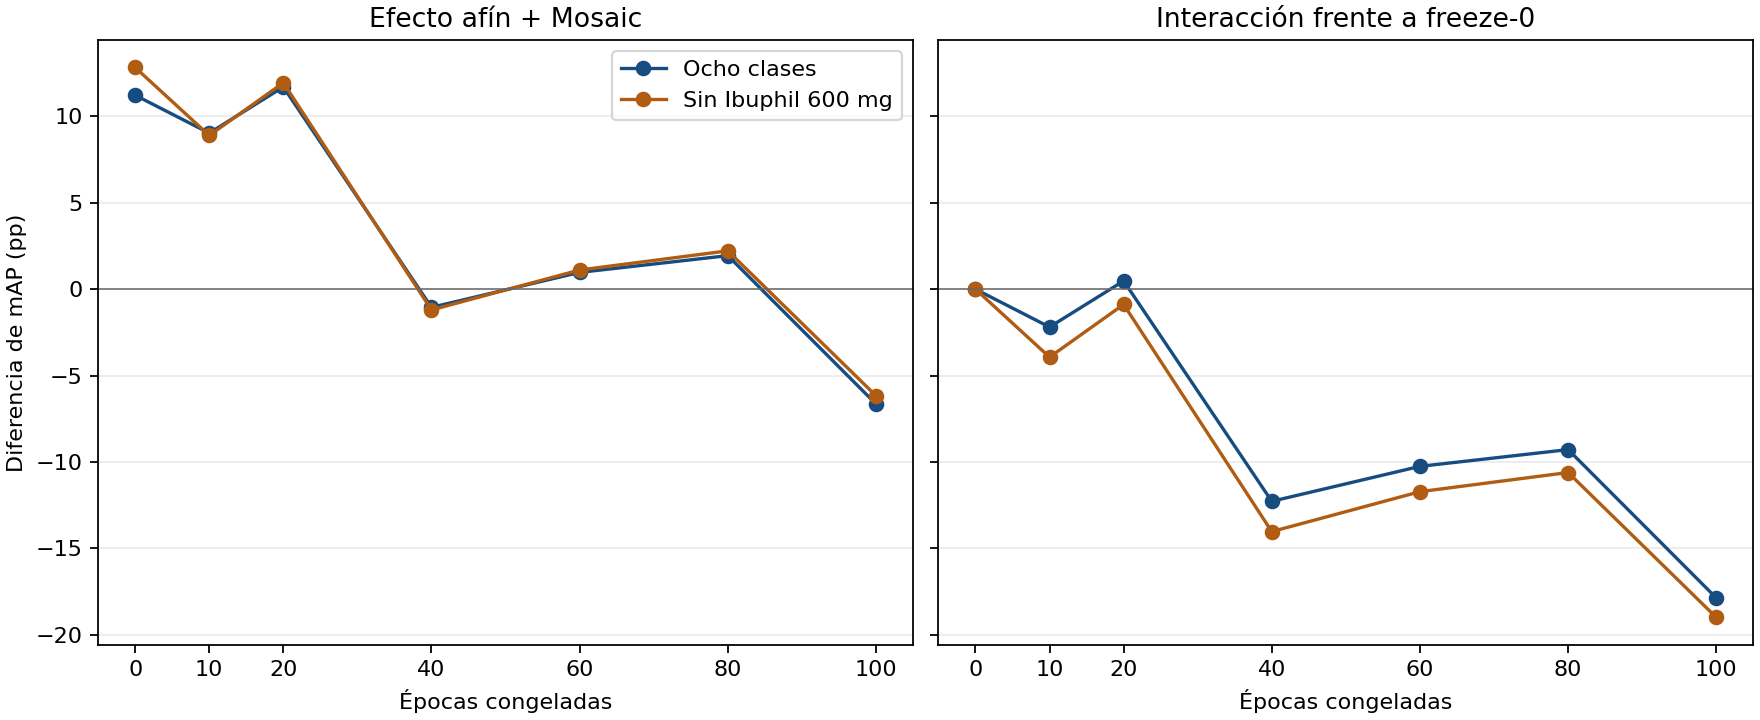 Efecto afín + Mosaic
Interacción frente a freeze-0
Ocho clases
Sin Ibuphil 600 mg
Diferencia de mAP (pp)
10
5
0
−5
−10
−15
−20
0 10 20 40 60 80 100
0 10 20 40 60 80 100
Épocas congeladas
Épocas congeladas